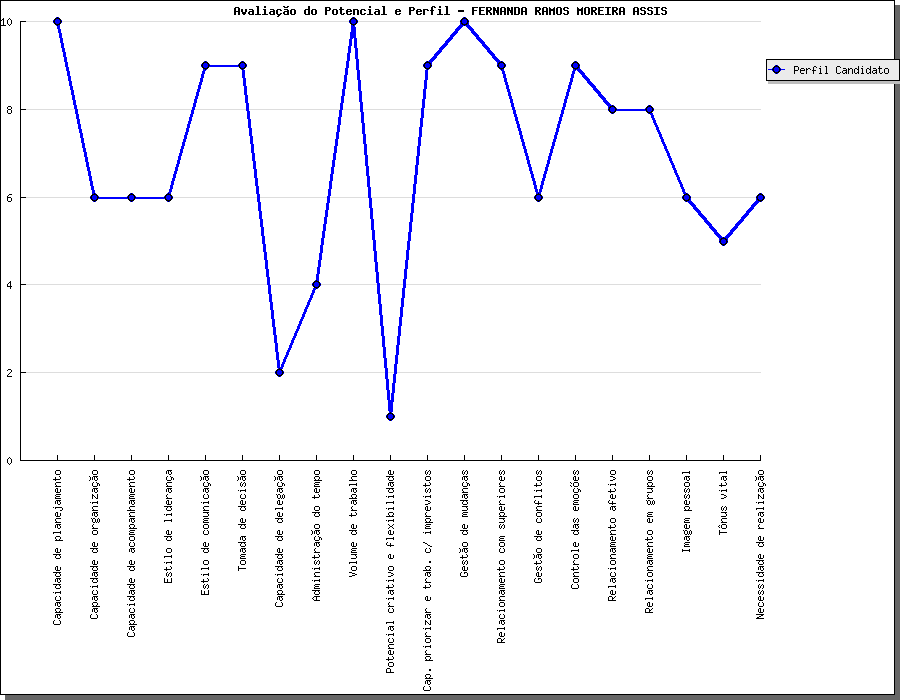 Avaliação do Potencial e Perfil - FERNANDA RAMOS MOREIRA ASSIS
10
8
6
4
2
0
Perfil Candidato
Capacidade de planejamento
Capacidade de organização
Capacidade de acompanhamento
Estilo de liderança
Estilo de comunicação
Tomada de decisão
Capacidade de delegação
Administração do tempo
Volume de trabalho
Potencial criativo e flexibilidade
Cap. priorizar e trab. c/ imprevistos
Gestão de mudanças
Relacionamento com superiores
Gestão de conflitos
Controle das emoções
Relacionamento afetivo
Relacionamento em grupos
Imagem pessoal
Tônus vital
Necessidade de realização